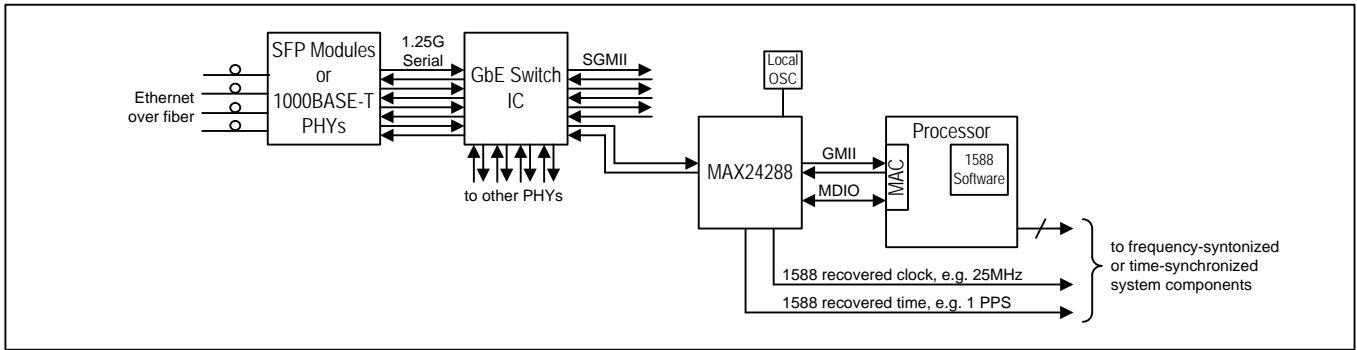 Ethernet
over fiber
SFP Modules
or
1000BASE-T
PHYs
1.25G
Serial
GbE Switch
IC
SGMII
to other PHYs
Local
OSC
MAX24288
GMII
MDIO
Processor
MAC
1588
Software
1588 recovered clock, e.g. 25MHz
1588 recovered time, e.g. 1 PPS
to frequency-syntonized
or time-synchronized
system components